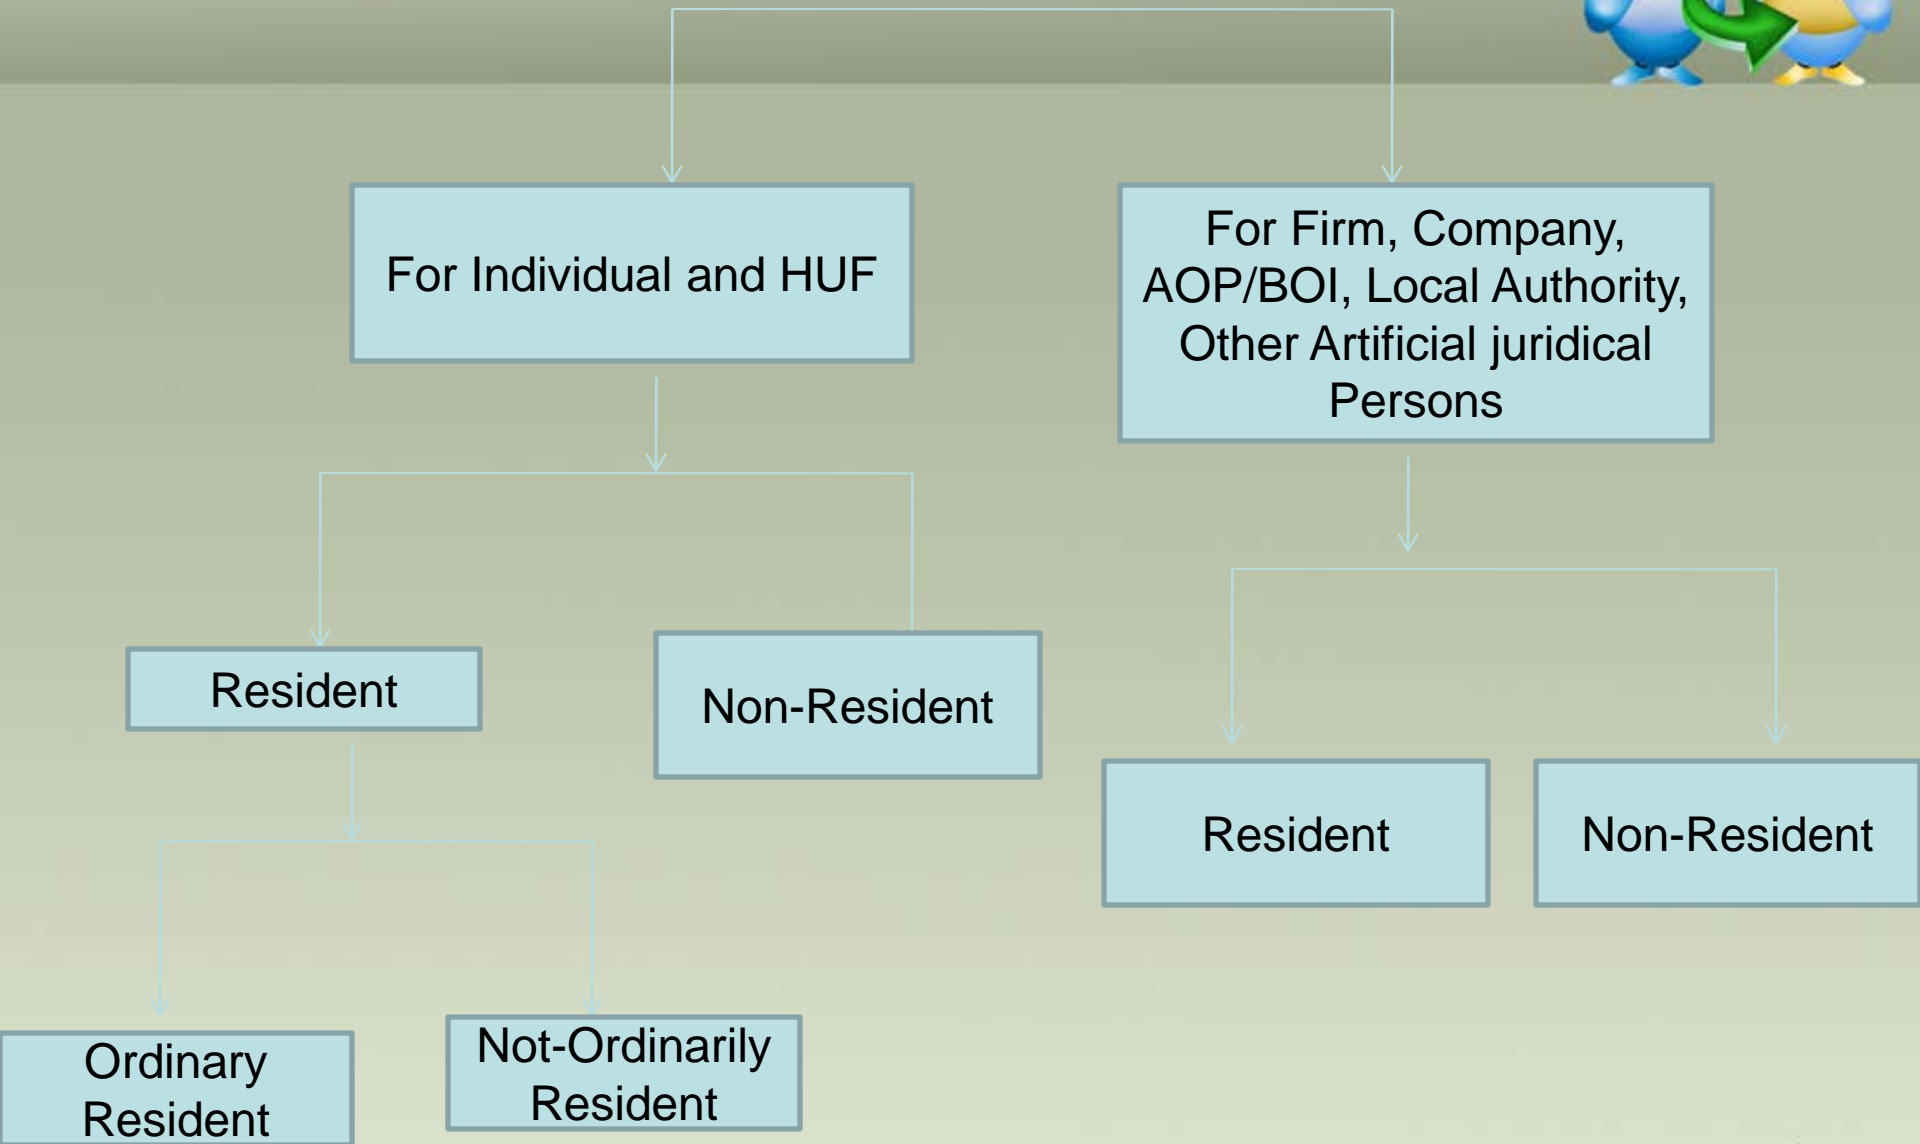 For Individual and HUF
For Firm, Company,
AOP/BOI, Local Authority,
Other Artificial juridical
Persons
Resident
Non-Resident
Resident
Non-Resident
Ordinary
Resident
Not-Ordinarily
Resident